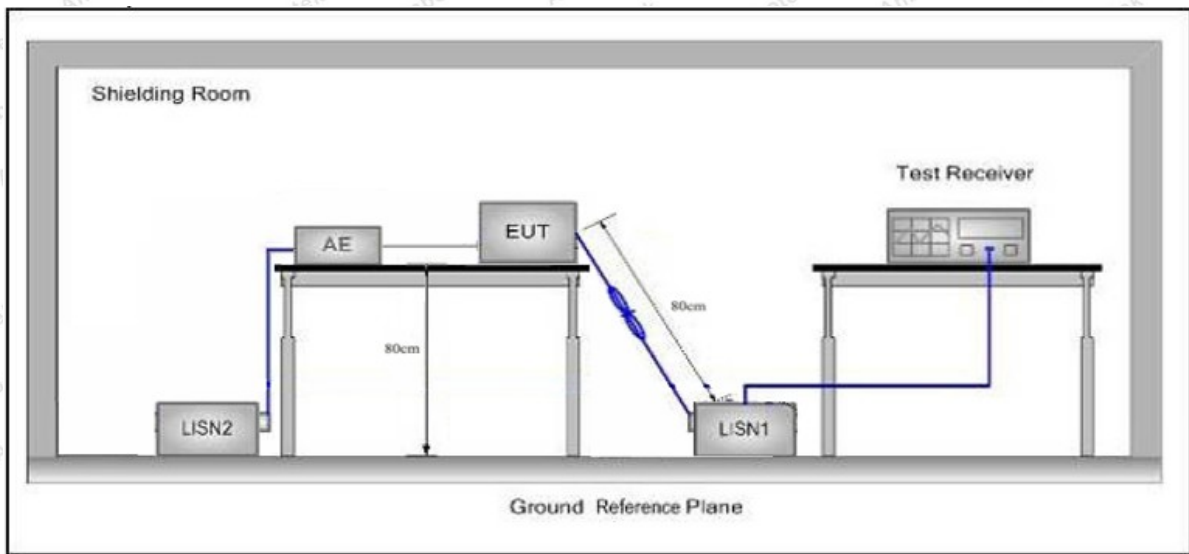 Shielding Room
Test Receiver
AE
EUT
80cm
80cm
LISN2
LISN1
Ground Reference Plane